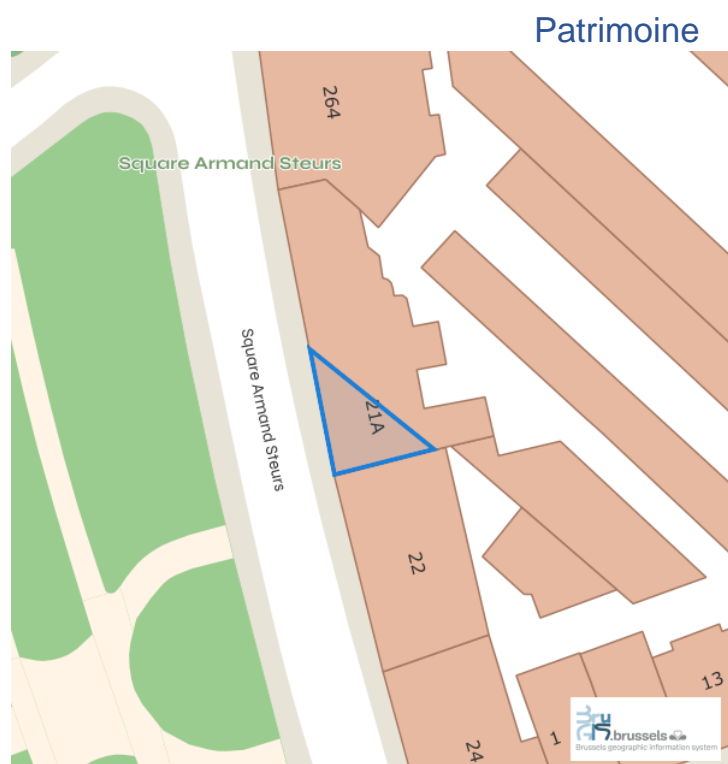 Patrimoine
264
Square Armand Steurs
Square Armand Steurs
21A
22
24
13
1
.brussels
Brussels geographic information system